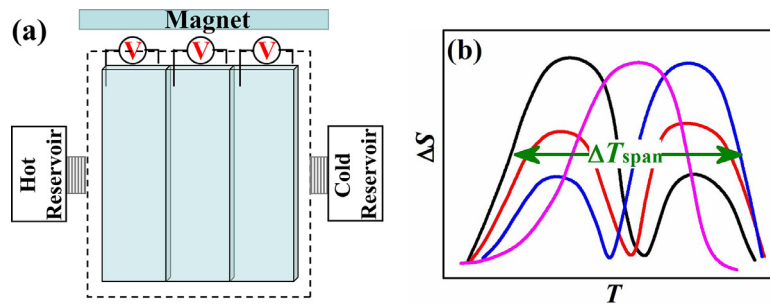 (a)
Magnet
V V V
Hot
Reservoir
Cold
Reservoir
(b)
ΔS
ΔTspan
T